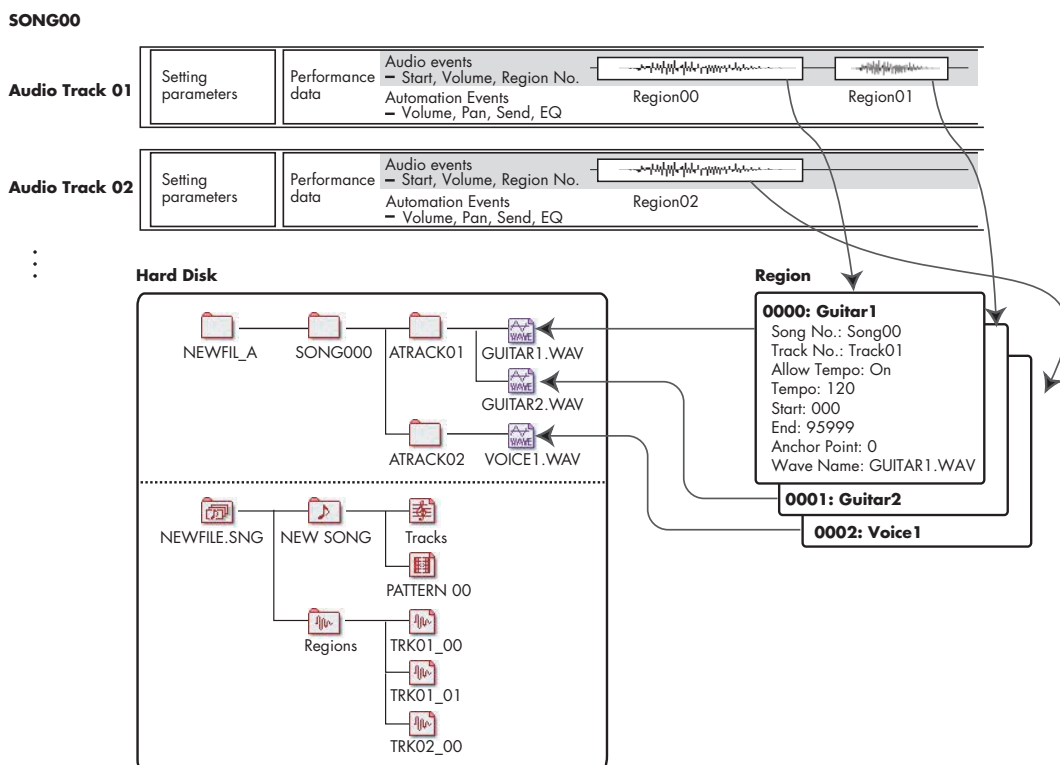 SONG00
Audio Track 01
Setting
parameters
Performance
data
Audio events
– Start, Volume, Region No.
Automation Events
– Volume, Pan, Send, EQ
Region00
Region01
Audio Track 02
Setting
parameters
Performance
data
Audio events
– Start, Volume, Region No.
Automation Events
– Volume, Pan, Send, EQ
Region02
Hard Disk
NEWFIL_A
SONG000
ATRACK01
WAVE
GUITAR1.WAV
WAVE
GUITAR2.WAV
ATRACK02
WAVE
VOICE1.WAV
NEWFILE.SNG
NEW SONG
Tracks
PATTERN 00
Regions
TRK01_00
TRK01_01
TRK02_00
Region
0000: Guitar1
Song No.: Song00
Track No.: Track01
Allow Tempo: On
Tempo: 120
Start: 000
End: 95999
Anchor Point: 0
Wave Name: GUITAR1.WAV
0001: Guitar2
0002: Voice1